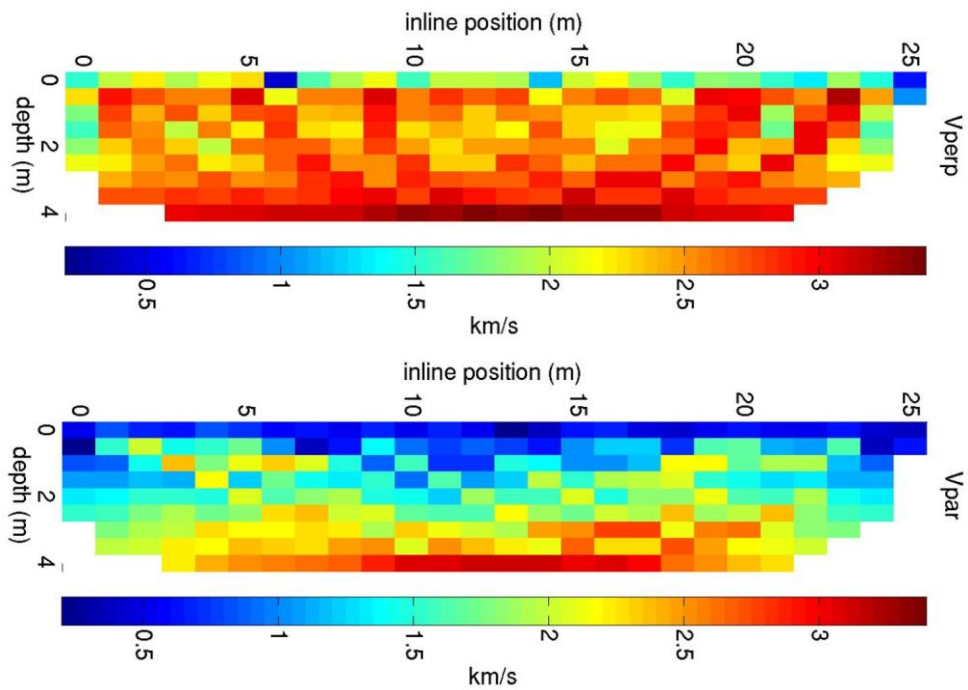 inline position (m)
0 5 10 15 20 25
0
2
4
depth (m)
Vperp
0.5 1 1.5 2 2.5 3
km/s
inline position (m)
0 5 10 15 20 25
0
2
4
depth (m)
Vpar
0.5 1 1.5 2 2.5 3
km/s